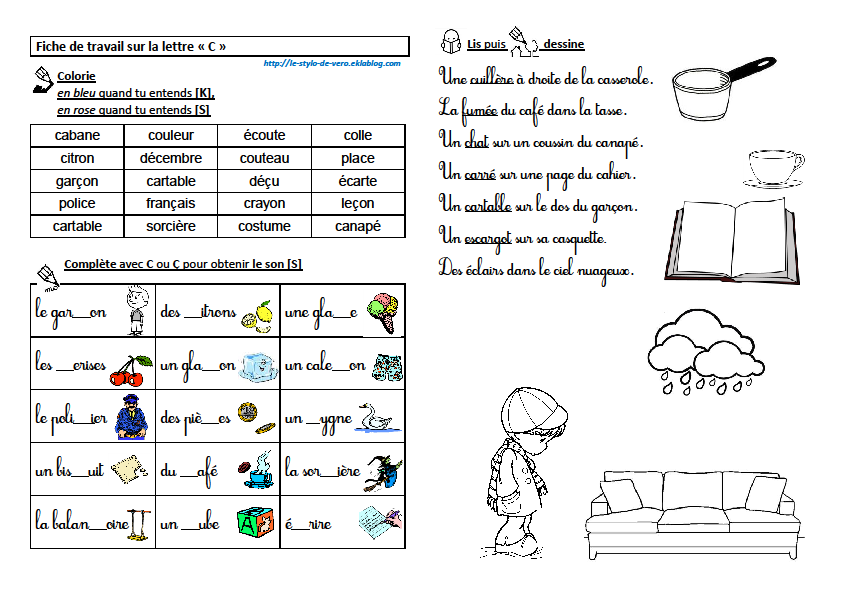 Fiche de travail sur la lettre « C »
http://le-stylo-de-vero.eklablog.com
Colorie
en bleu quand tu entends [K],
en rose quand tu entends [S]
cabane couleur écoute colle
citron décembre couteau place
garçon cartable déçu écarte
police français crayon leçon
cartable sorcière costume canapé
Complète avec C ou Ç pour obtenir le son [S]
le gar__on des __itrons une gla__e
les __erises un gla__on un cale__on
le poli__ier des piè__es un __ygne
un bis__uit du __afé la sor__ière
la balan__oire un __ube é__rire
A
Lis puis dessine
Une cuillère à droite de la casserole.
La fumée du café dans la tasse.
Un chat sur un coussin du canapé.
Un carré sur une page du cahier.
Un cartable sur le dos du garçon.
Un escargot sur sa casquette.
Des éclairs dans le ciel nuageux.